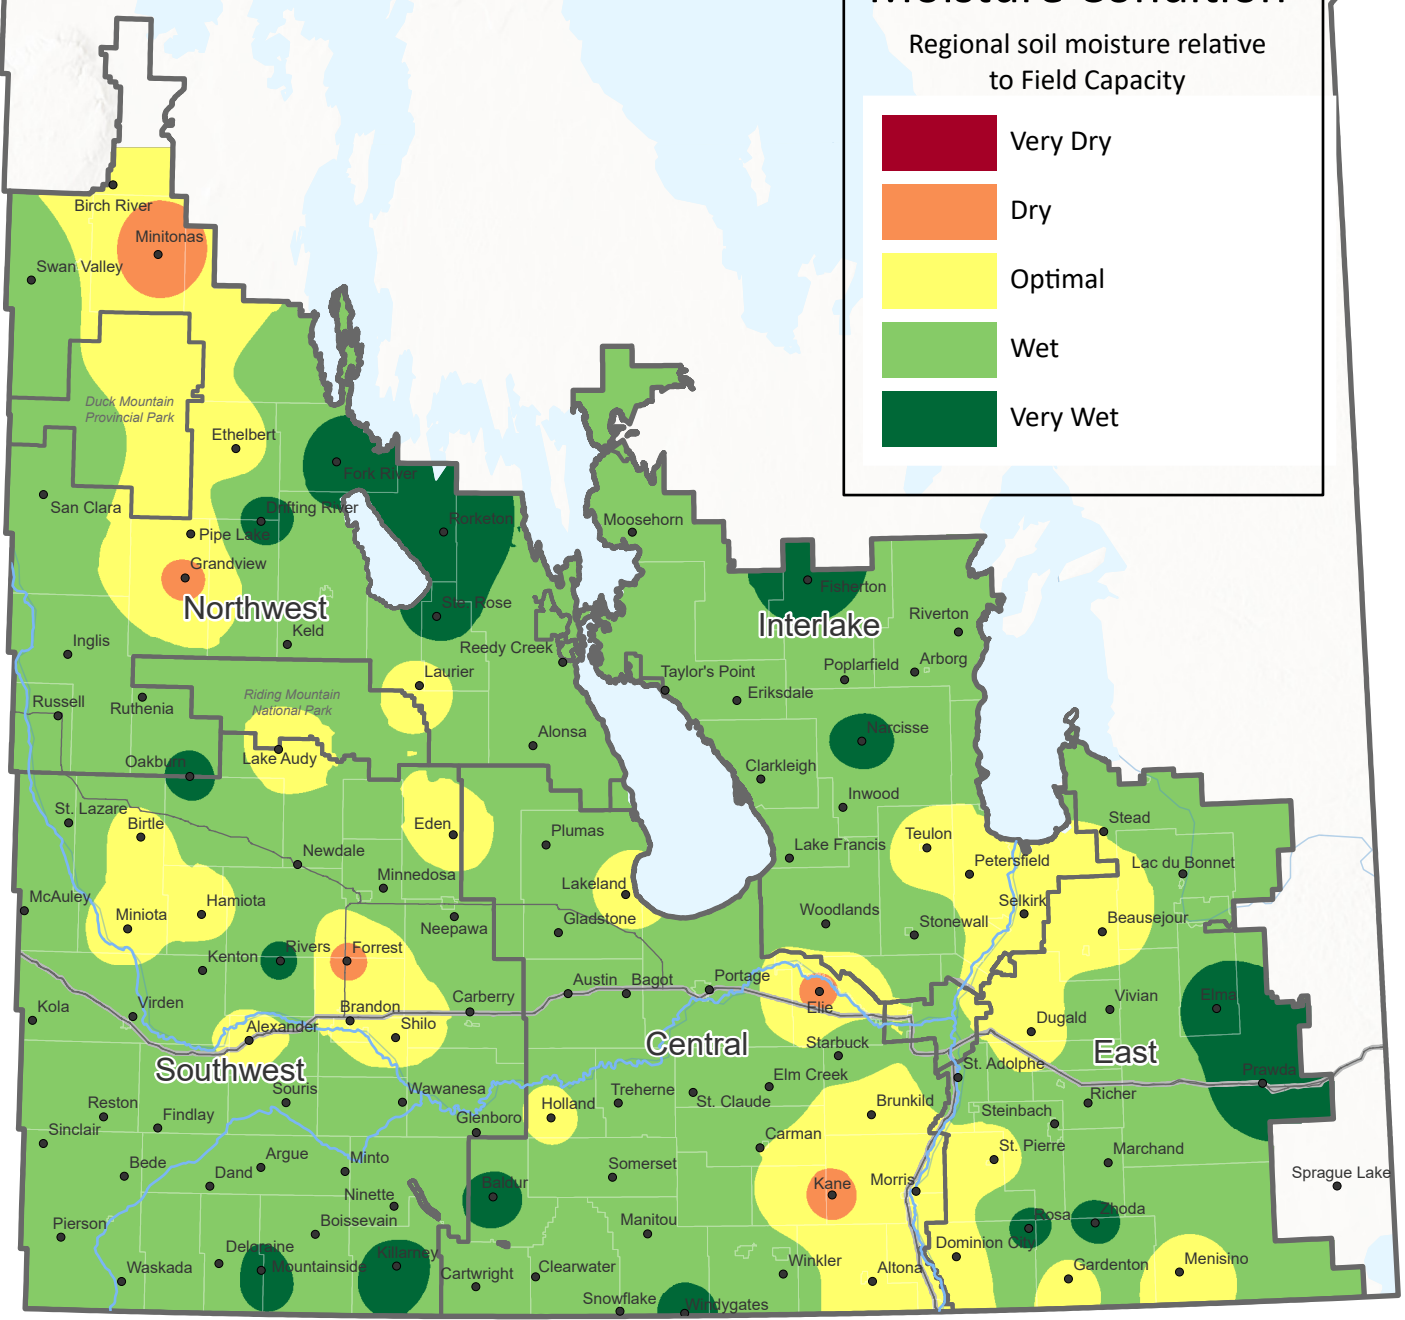 Moisture Condition
Regional soil moisture relative
to Field Capacity
Very Dry
Dry
Optimal
Wet
Very Wet
Birch River
Minitonas
Swan Valley
Duck Mountain
Provincial Park
Ethelbert
Fork River
San Clara
Drifting River
Rorketon
Moosehorn
Pipe Lake
Grandview
Fisherton
Northwest
Ste. Rose
Interlake
Riverton
Keld
Inglis
Reedy Creek
Arborg
Poplarfield
Laurier
Taylor's Point
Eriksdale
Riding Mountain
National Park
Russell
Ruthenia
Narcisse
Alonsa
Lake Audy
Oakburn
Clarkleigh
Inwood
St. Lazare
Birtle
Eden
Plumas
Stead
Teulon
Lake Francis
Newdale
Petersfield
Lac du Bonnet
Minnedosa
Lakeland
McAuley
Hamiota
Selkirk
Miniota
Woodlands
Beausejour
Gladstone
Stonewall
Neepawa
Rivers
Forrest
Kenton
Portage
Austin
Bagot
Carberry
Vivian
Elma
Kola
Virden
Brandon
Elie
Alexander
Shilo
Dugald
Central
Starbuck
East
Southwest
St. Adolphe
Prawda
Elm Creek
Souris
Wawanesa
Treherne
St. Claude
Richer
Reston
Findlay
Holland
Brunkild
Steinbach
Glenboro
Sinclair
Carman
St. Pierre
Marchand
Argue
Minto
Bede
Dand
Somerset
Sprague Lake
Baldur
Kane
Morris
Ninette
Zhoda
Rosa
Pierson
Boissevain
Manitou
Dominion City
Deloraine
Killarney
Winkler
Gardenton
Menisino
Waskada
Mountainside
Cartwright
Clearwater
Altona
Snowflake
Windygates